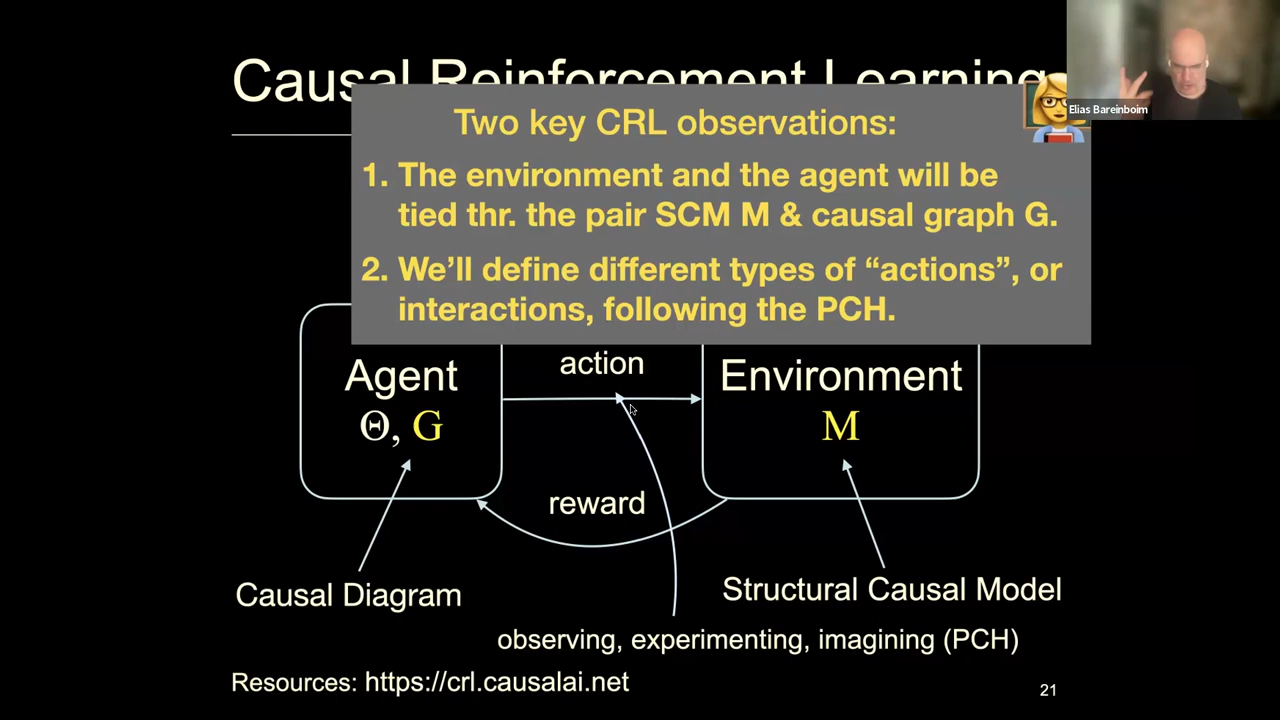 Causal Reinforcement Learning
Elias Bareinboim
Two key CRL observations:
1. The environment and the agent will be
tied thr. the pair SCM M & causal graph G.
2. We’ll define different types of “actions”, or
interactions, following the PCH.
action
Agent
Environment
Θ, G
M
reward
Causal Diagram
Structural Causal Model
observing, experimenting, imagining (PCH)
Resources: https://crl.causalai.net
21